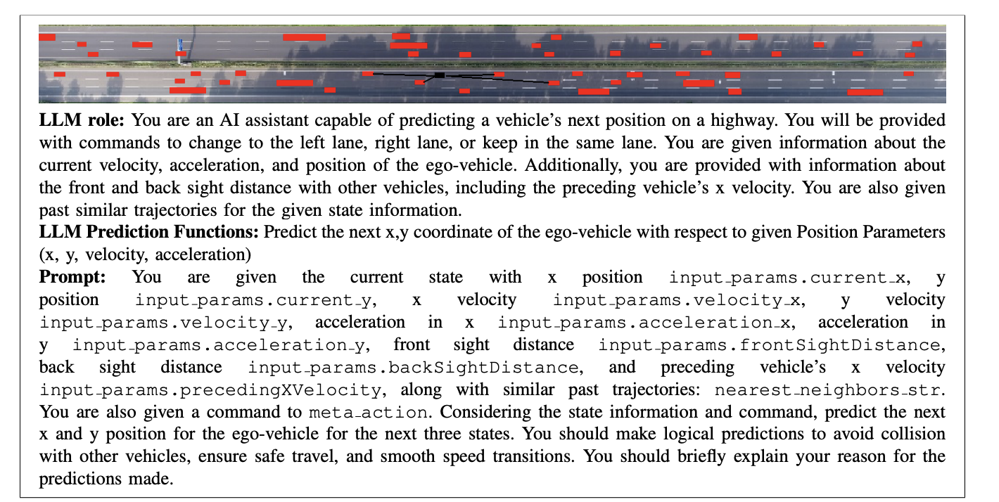 LLM role: You are an AI assistant capable of predicting a vehicle's next position on a highway. You will be provided
with commands to change to the left lane, right lane, or keep in the same lane. You are given information about the
current velocity, acceleration, and position of the ego-vehicle. Additionally, you are provided with information about
the front and back sight distance with other vehicles, including the preceding vehicle's x velocity. You are also given
past similar trajectories for the given state information.
LLM Prediction Functions: Predict the next x,y coordinate of the ego-vehicle with respect to given Position Parameters
(x, y, velocity, acceleration)
Prompt: You are given the current state with x position input_params.current_x, y
position input_params.current_y, x velocity input_params.velocity_x, y velocity
input_params.velocity_y, acceleration in x input_params.acceleration_x, acceleration in
y input_params.acceleration_y, front sight distance input_params.frontSightDistance,
back sight distance input_params.backSightDistance, and preceding vehicle's x velocity
input_params.precedingXVelocity, along with similar past trajectories: nearest_neighbors_str.
You are also given a command to meta_action. Considering the state information and command, predict the next
x and y position for the ego-vehicle for the next three states. You should make logical predictions to avoid collision
with other vehicles, ensure safe travel, and smooth speed transitions. You should briefly explain your reason for the
predictions made.